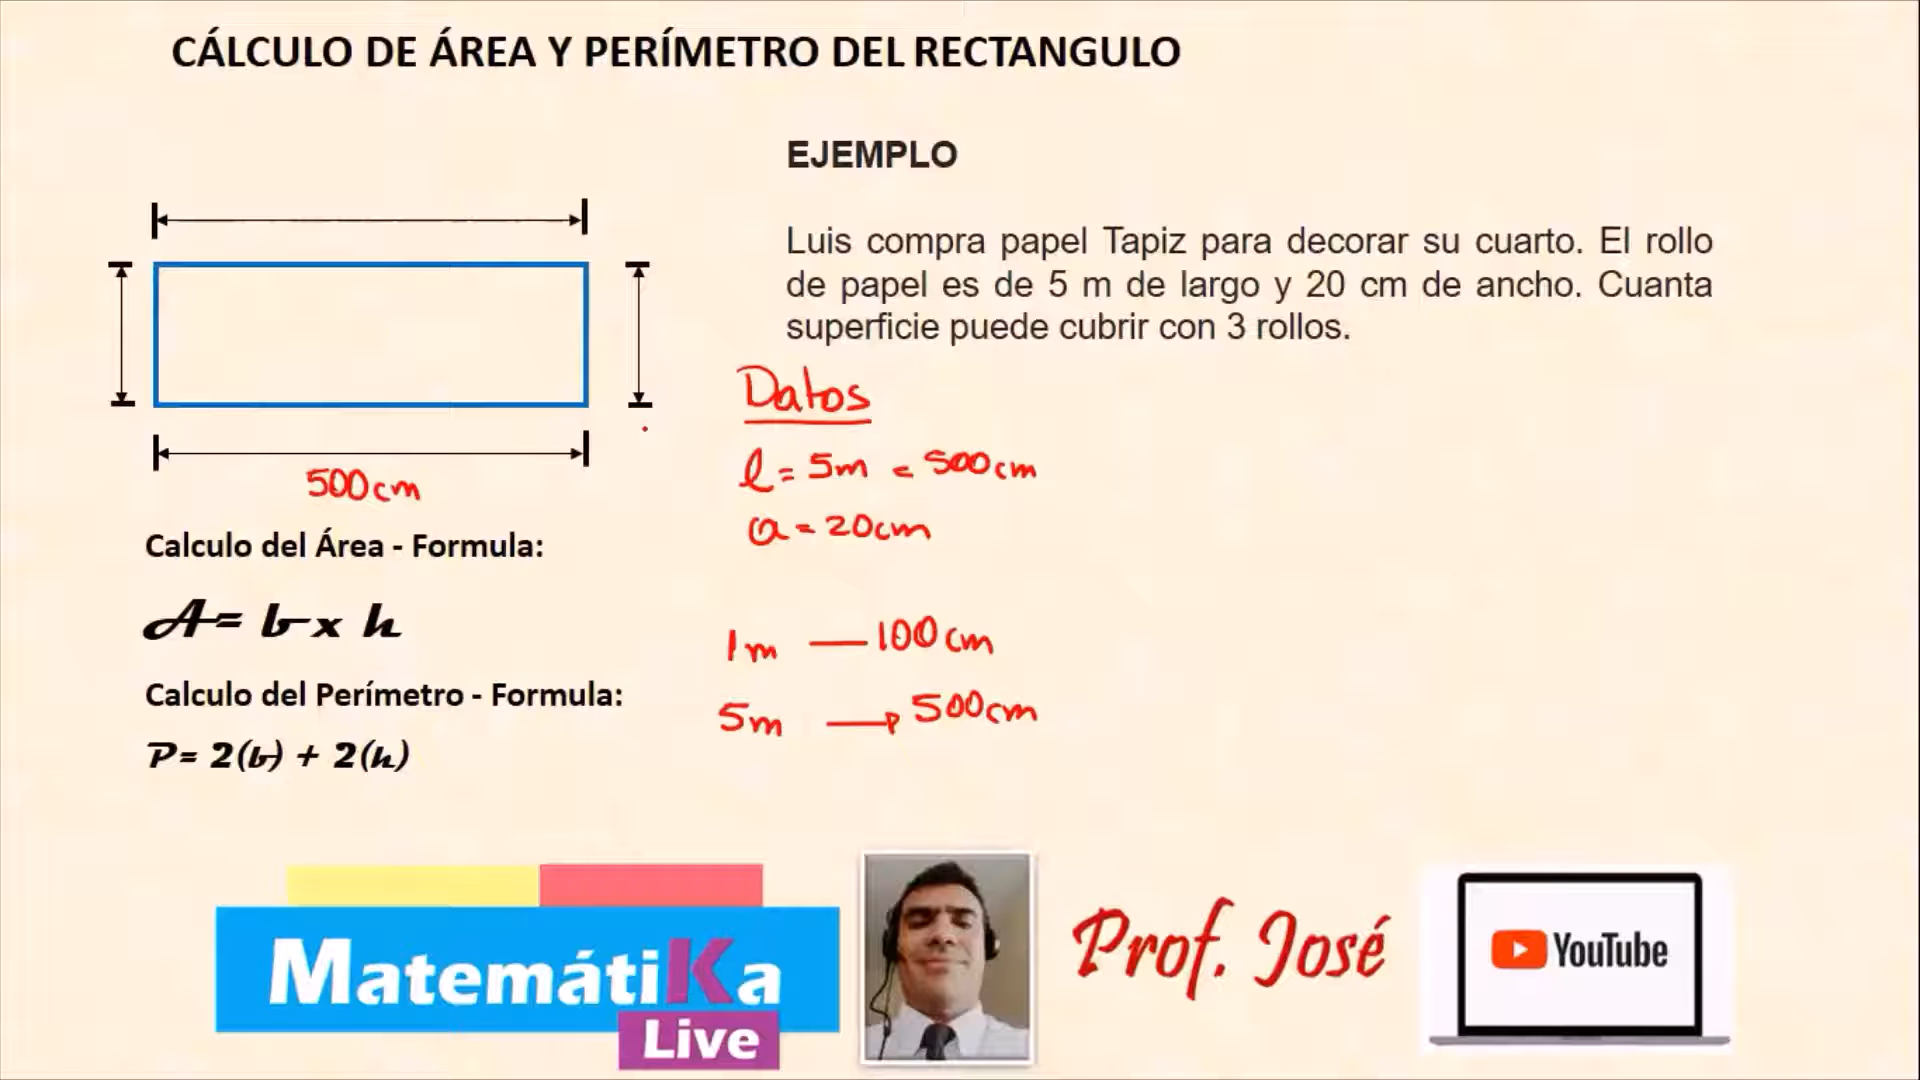 CÁLCULO DE ÁREA Y PERÍMETRO DEL RECTANGULO
EJEMPLO
Luis compra papel Tapiz para decorar su cuarto. El rollo
de papel es de 5 m de largo y 20 cm de ancho. Cuanta
superficie puede cubrir con 3 rollos.
Datos
l = 5m = 500cm
a = 20cm
1m — 100cm
5m → 500cm
500cm
Calculo del Área - Formula:
A= b x h
Calculo del Perímetro - Formula:
P= 2(b) + 2(h)
MatemátiKa
Live
Prof. José
YouTube